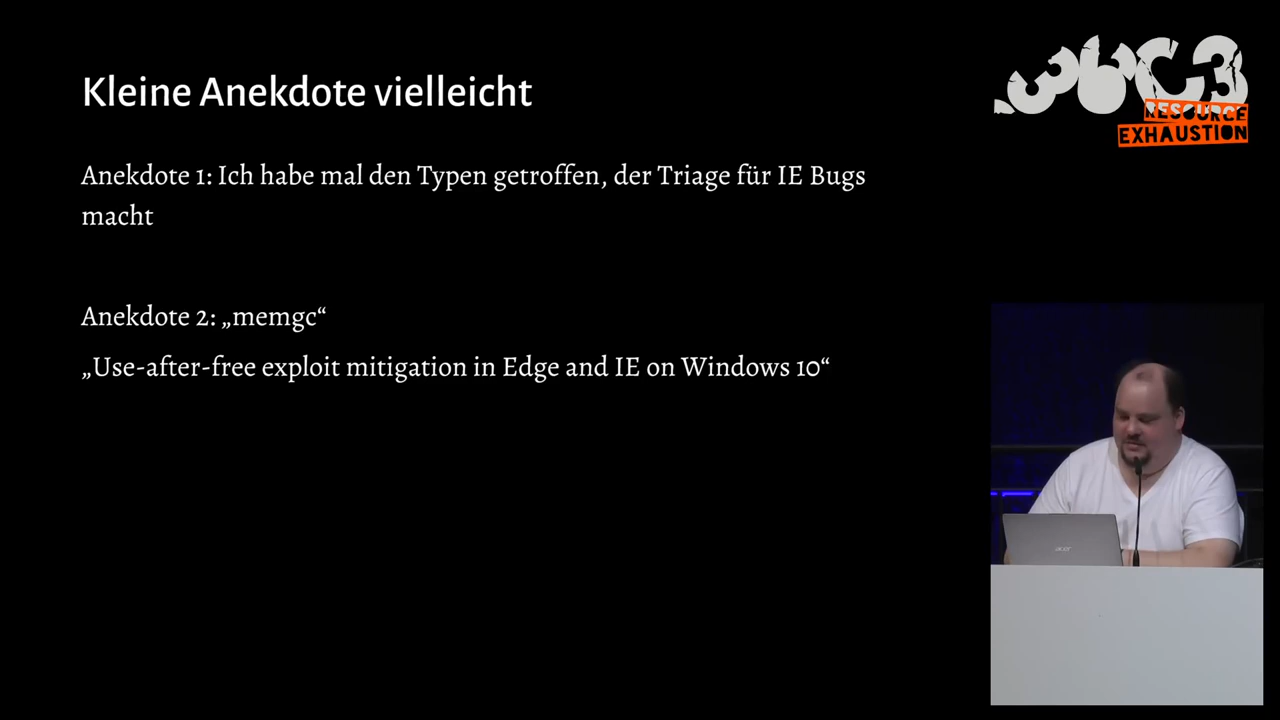 Kleine Anekdote vielleicht
36C3
RESOURCE
EXHAUSTION
Anekdote 1: Ich habe mal den Typen getroffen, der Triage für IE Bugs
macht
Anekdote 2: „memgc“
„Use-after-free exploit mitigation in Edge and IE on Windows 10“
acer